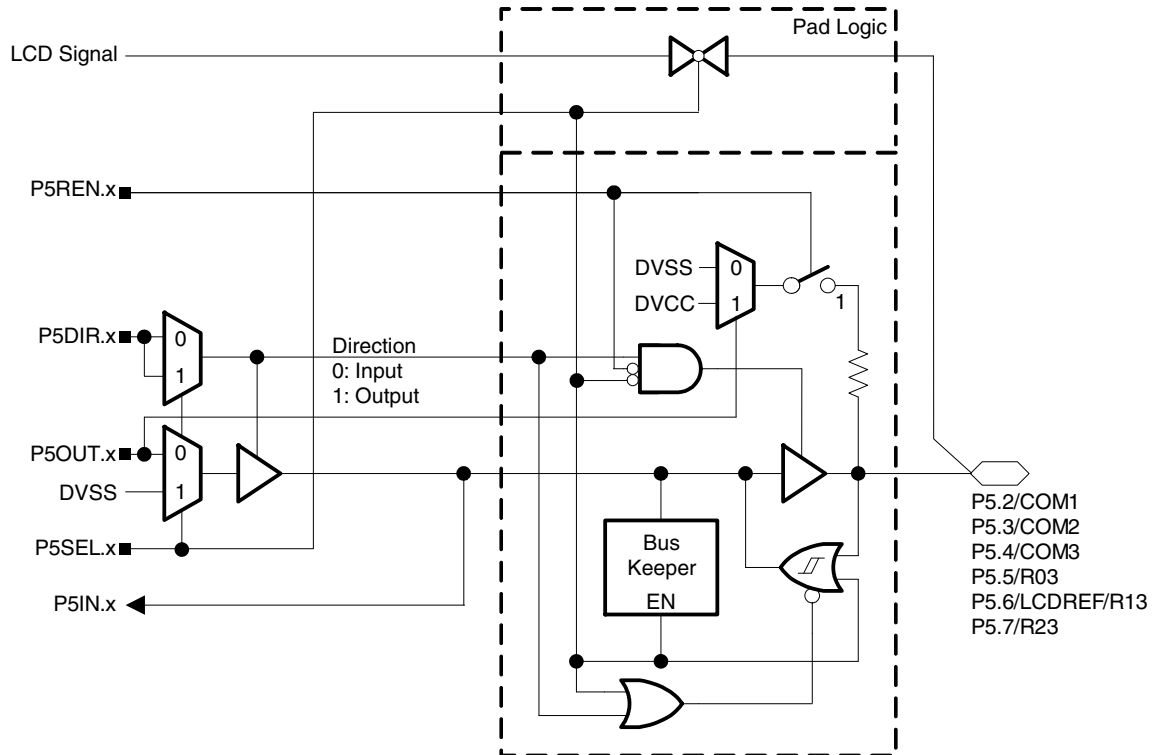 Pad Logic
LCD Signal
P5REN.x
DVSS
0
DVCC
1
1
P5DIR.x
0
1
Direction
0: Input
1: Output
P5OUT.x
0
DVSS
1
P5SEL.x
P5IN.x
Bus
Keeper
EN
P5.2/COM1
P5.3/COM2
P5.4/COM3
P5.5/R03
P5.6/LCDREF/R13
P5.7/R23